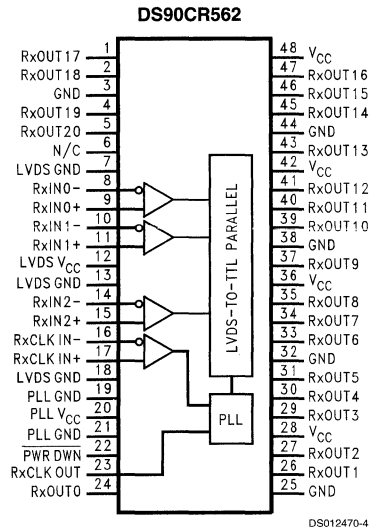 DS90CR562
RxOUT17 1
RxOUT18 2
GND 3
RxOUT19 4
RxOUT20 5
N/C 6
LVDS GND 7
RxIN0- 8
RxIN0+ 9
RxIN1- 10
RxIN1+ 11
LVDS VCC 12
LVDS GND 13
RxIN2- 14
RxIN2+ 15
RxCLK IN- 16
RxCLK IN+ 17
LVDS GND 18
PLL GND 19
PLL VCC 20
PLL GND 21
PWR DWN 22
RxCLK OUT 23
RxOUT0 24
LVDS-TO-TTL PARALLEL
PLL
48 VCC
47 RxOUT16
46 RxOUT15
45 RxOUT14
44 GND
43 RxOUT13
42 VCC
41 RxOUT12
40 RxOUT11
39 RxOUT10
38 GND
37 RxOUT9
36 VCC
35 RxOUT8
34 RxOUT7
33 RxOUT6
32 GND
31 RxOUT5
30 RxOUT4
29 RxOUT3
28 VCC
27 RxOUT2
26 RxOUT1
25 GND
DS012470-4